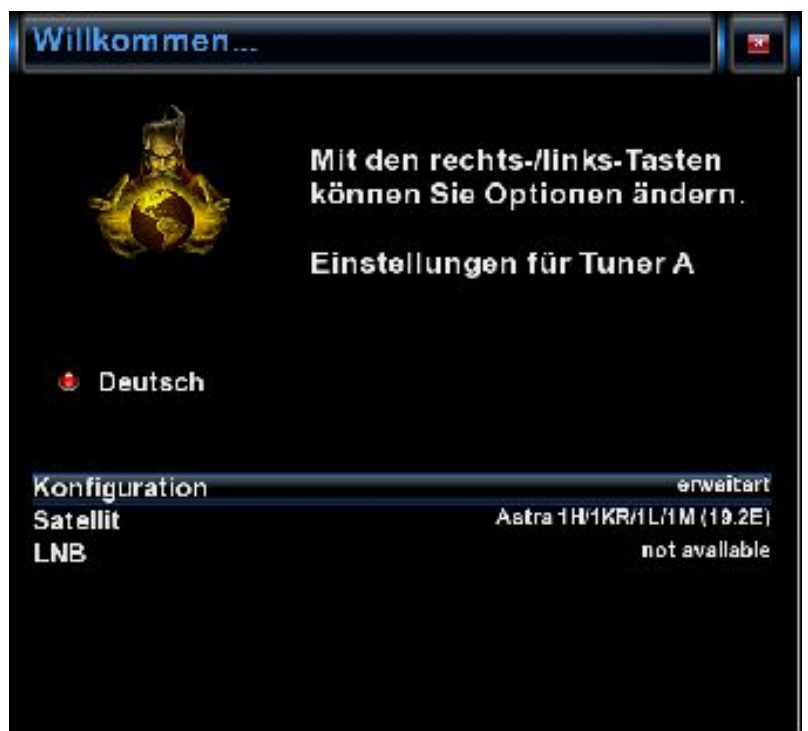 Willkommen...
Mit den rechts-/links-Tasten
können Sie Optionen ändern.
Einstellungen für Tuner A
Deutsch
Konfiguration erweitert
Satellit Astra 1H/1KR/1L/1M (19.2E)
LNB not available